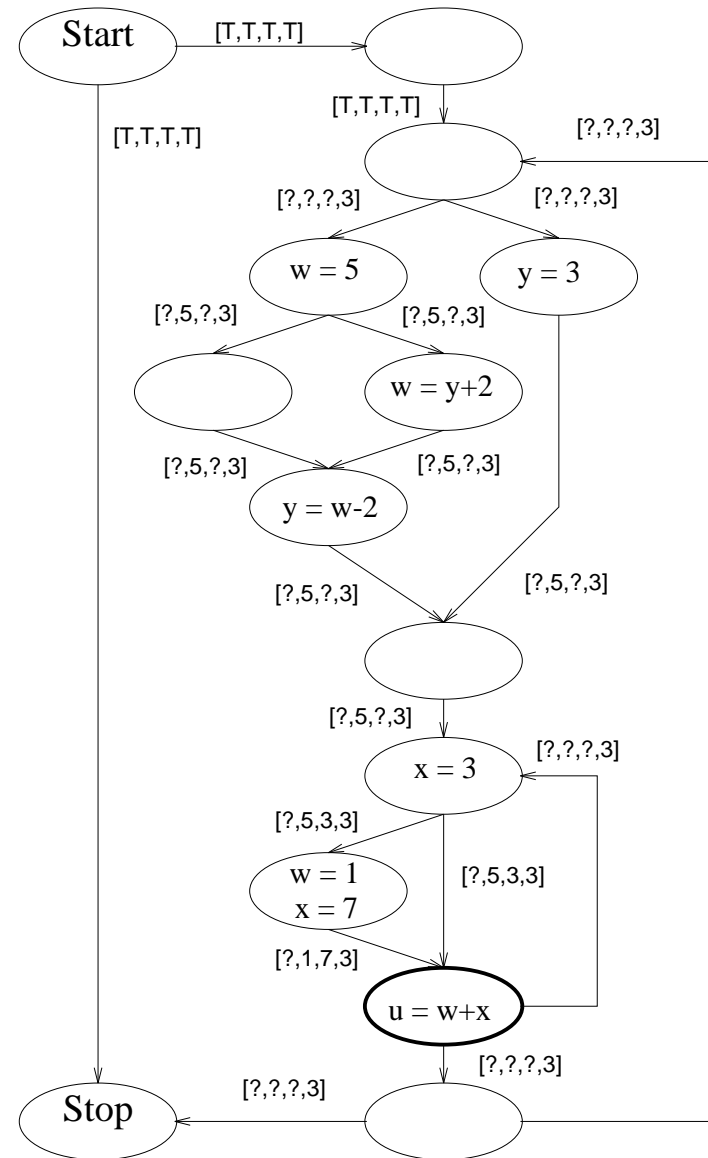 Start
[T,T,T,T]
[T,T,T,T]
[T,T,T,T]
[?,?,?,3]
[?,?,?,3]
[?,?,?,3]
w = 5
y = 3
[?,5,?,3]
[?,5,?,3]
w = y+2
[?,5,?,3]
[?,5,?,3]
y = w-2
[?,5,?,3]
[?,5,?,3]
[?,5,?,3]
[?,?,?,3]
x = 3
[?,5,3,3]
w = 1
x = 7
[?,5,3,3]
[?,1,7,3]
u = w+x
[?,?,?,3]
[?,?,?,3]
Stop